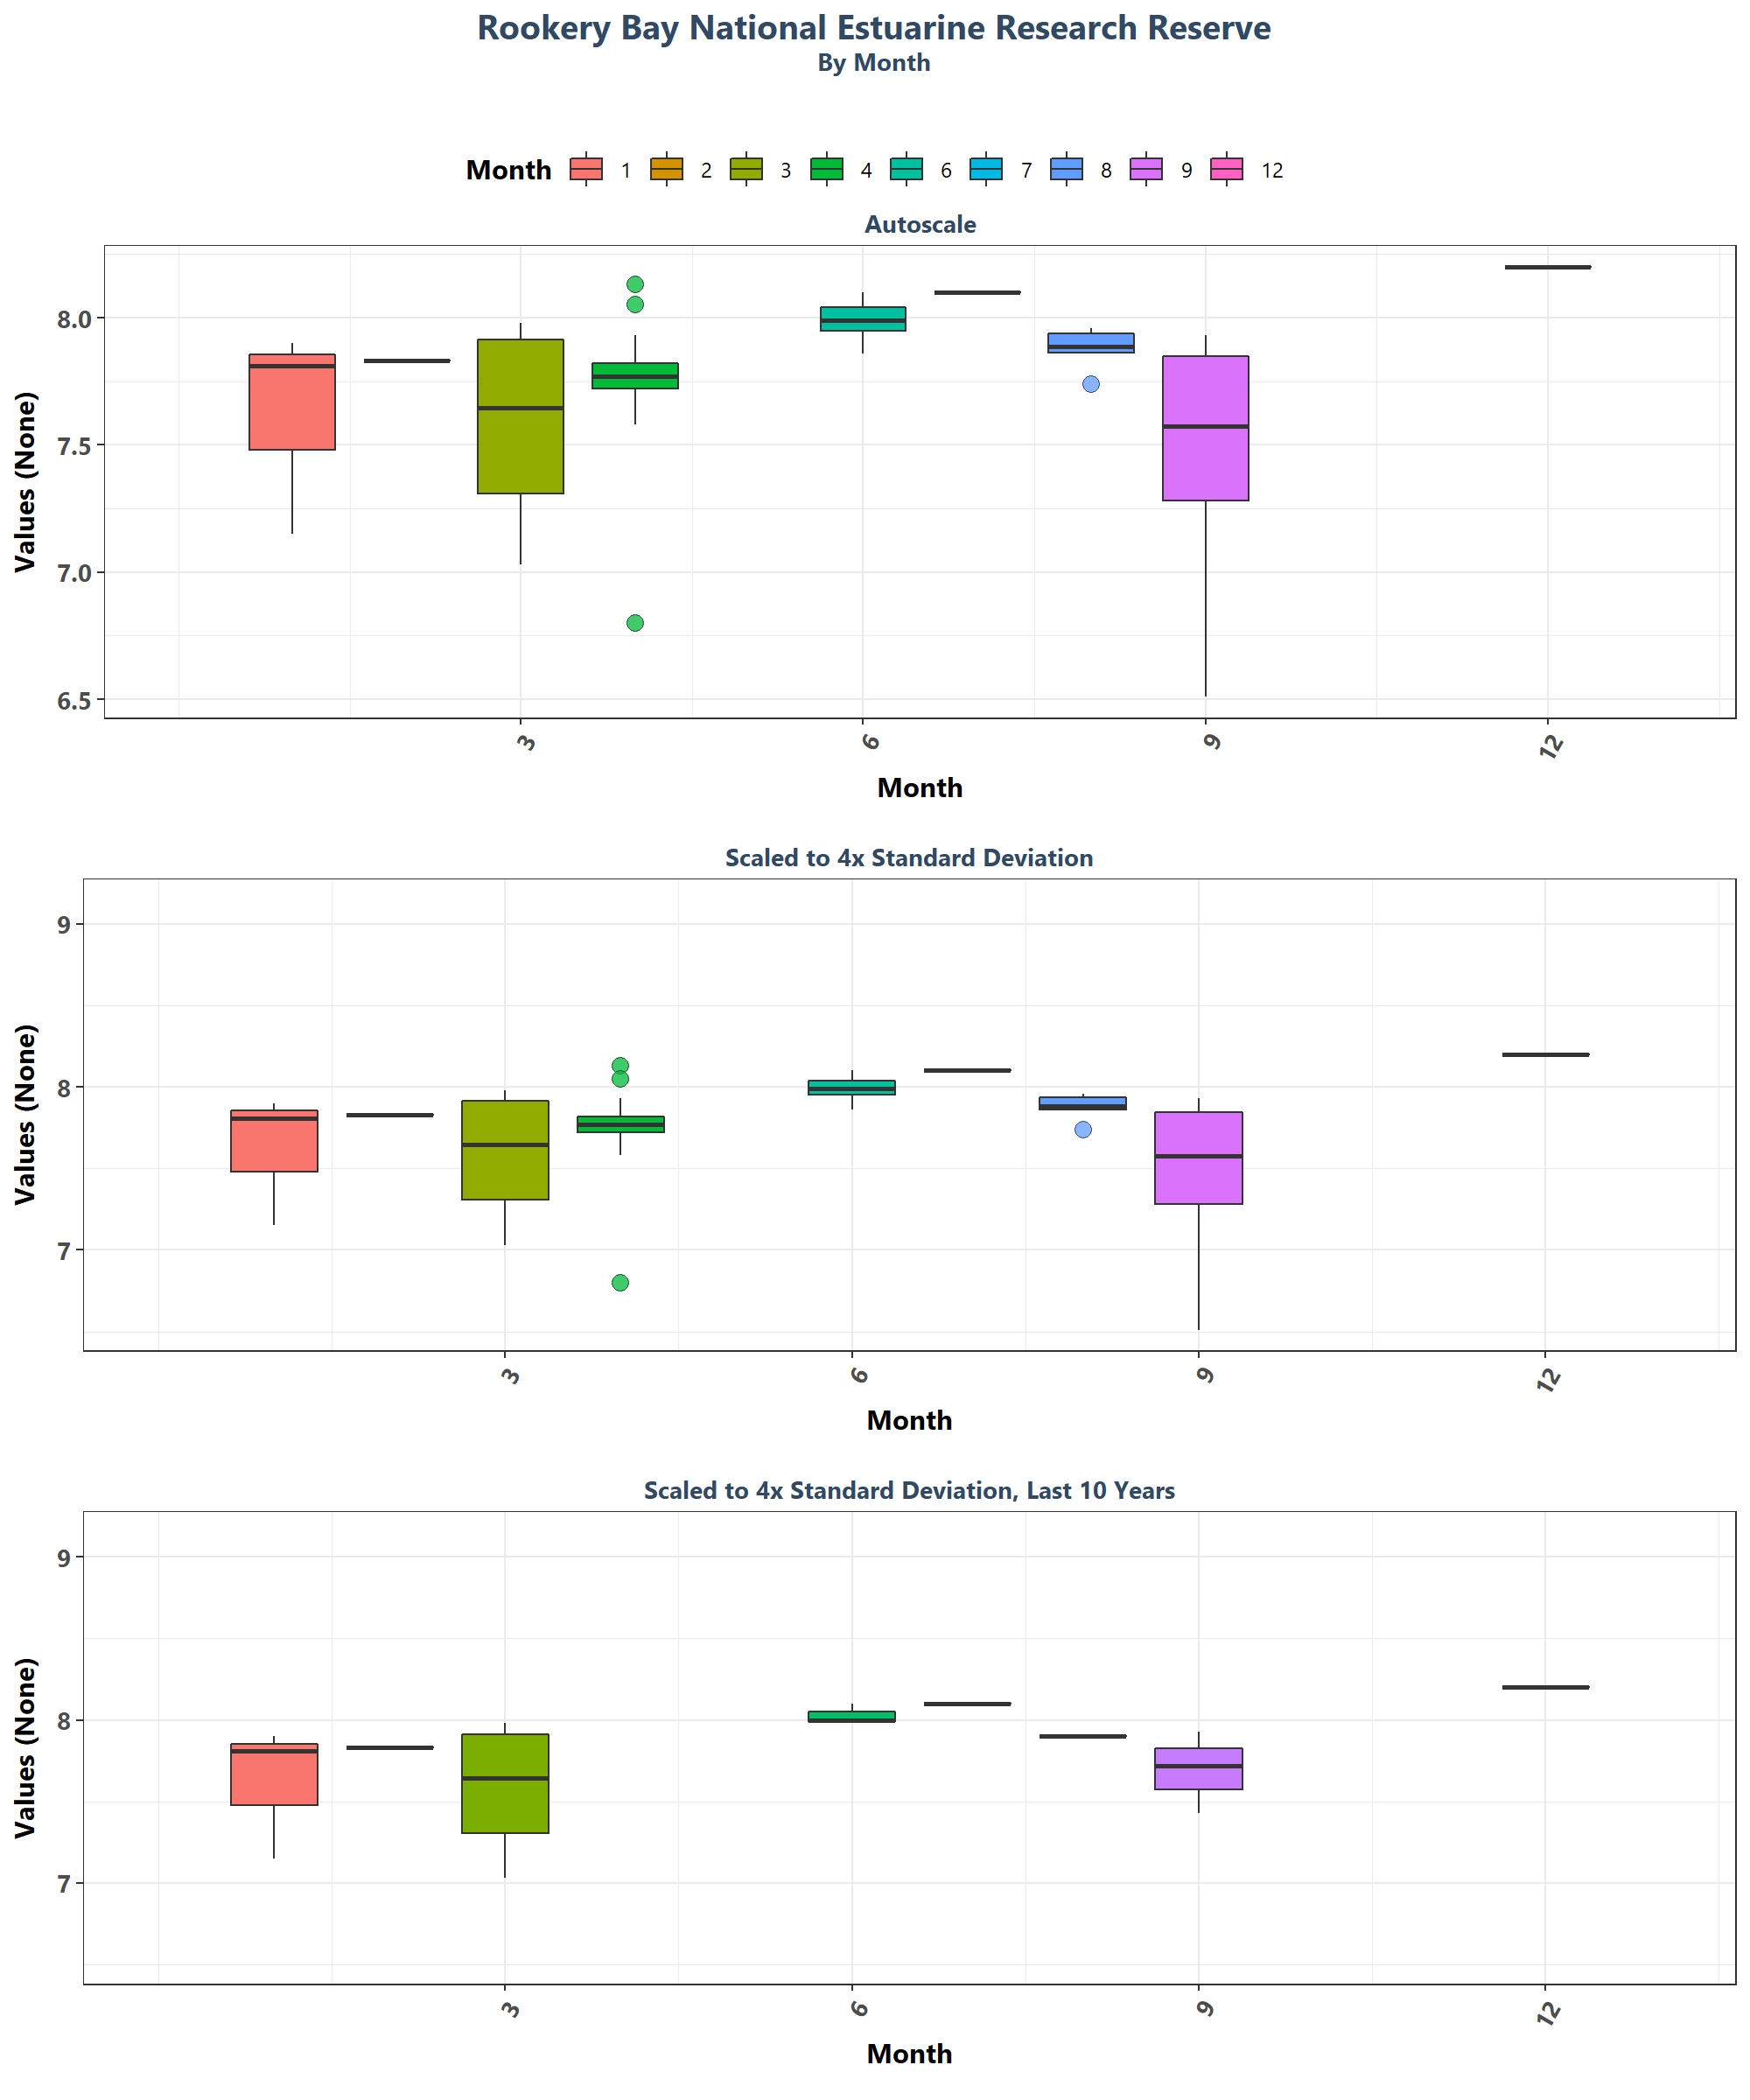 Rookery Bay National Estuarine Research Reserve
By Month
Month 1 2 3 4 6 7 8 9 12
Autoscale
Values (None)
8.0
7.5
7.0
6.5
3 6 9 12
Month
Scaled to 4x Standard Deviation
Values (None)
9
8
7
3 6 9 12
Month
Scaled to 4x Standard Deviation, Last 10 Years
Values (None)
9
8
7
3 6 9 12
Month